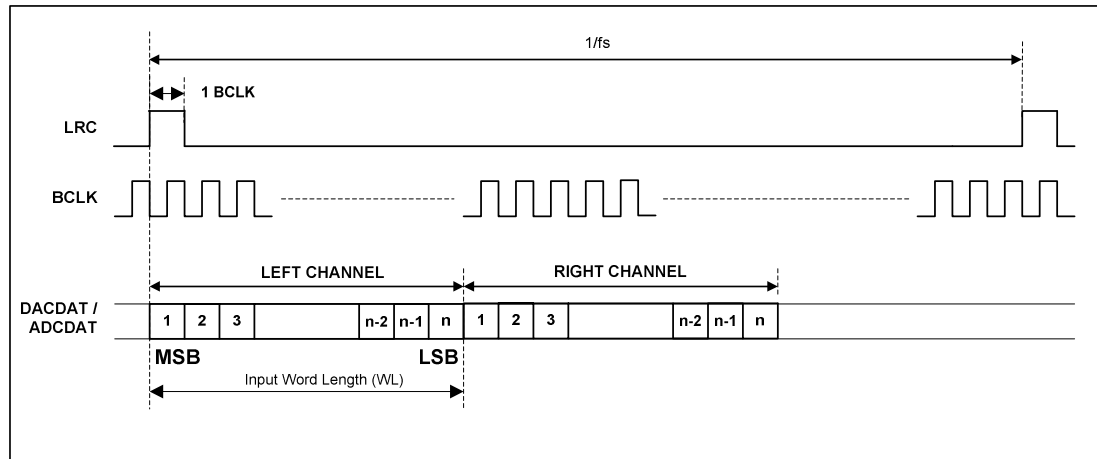 1/fs
1 BCLK
LRC
BCLK
LEFT CHANNEL
RIGHT CHANNEL
DACDAT /
ADCDAT
1 2 3 n-2 n-1 n 1 2 3 n-2 n-1 n
MSB
LSB
Input Word Length (WL)